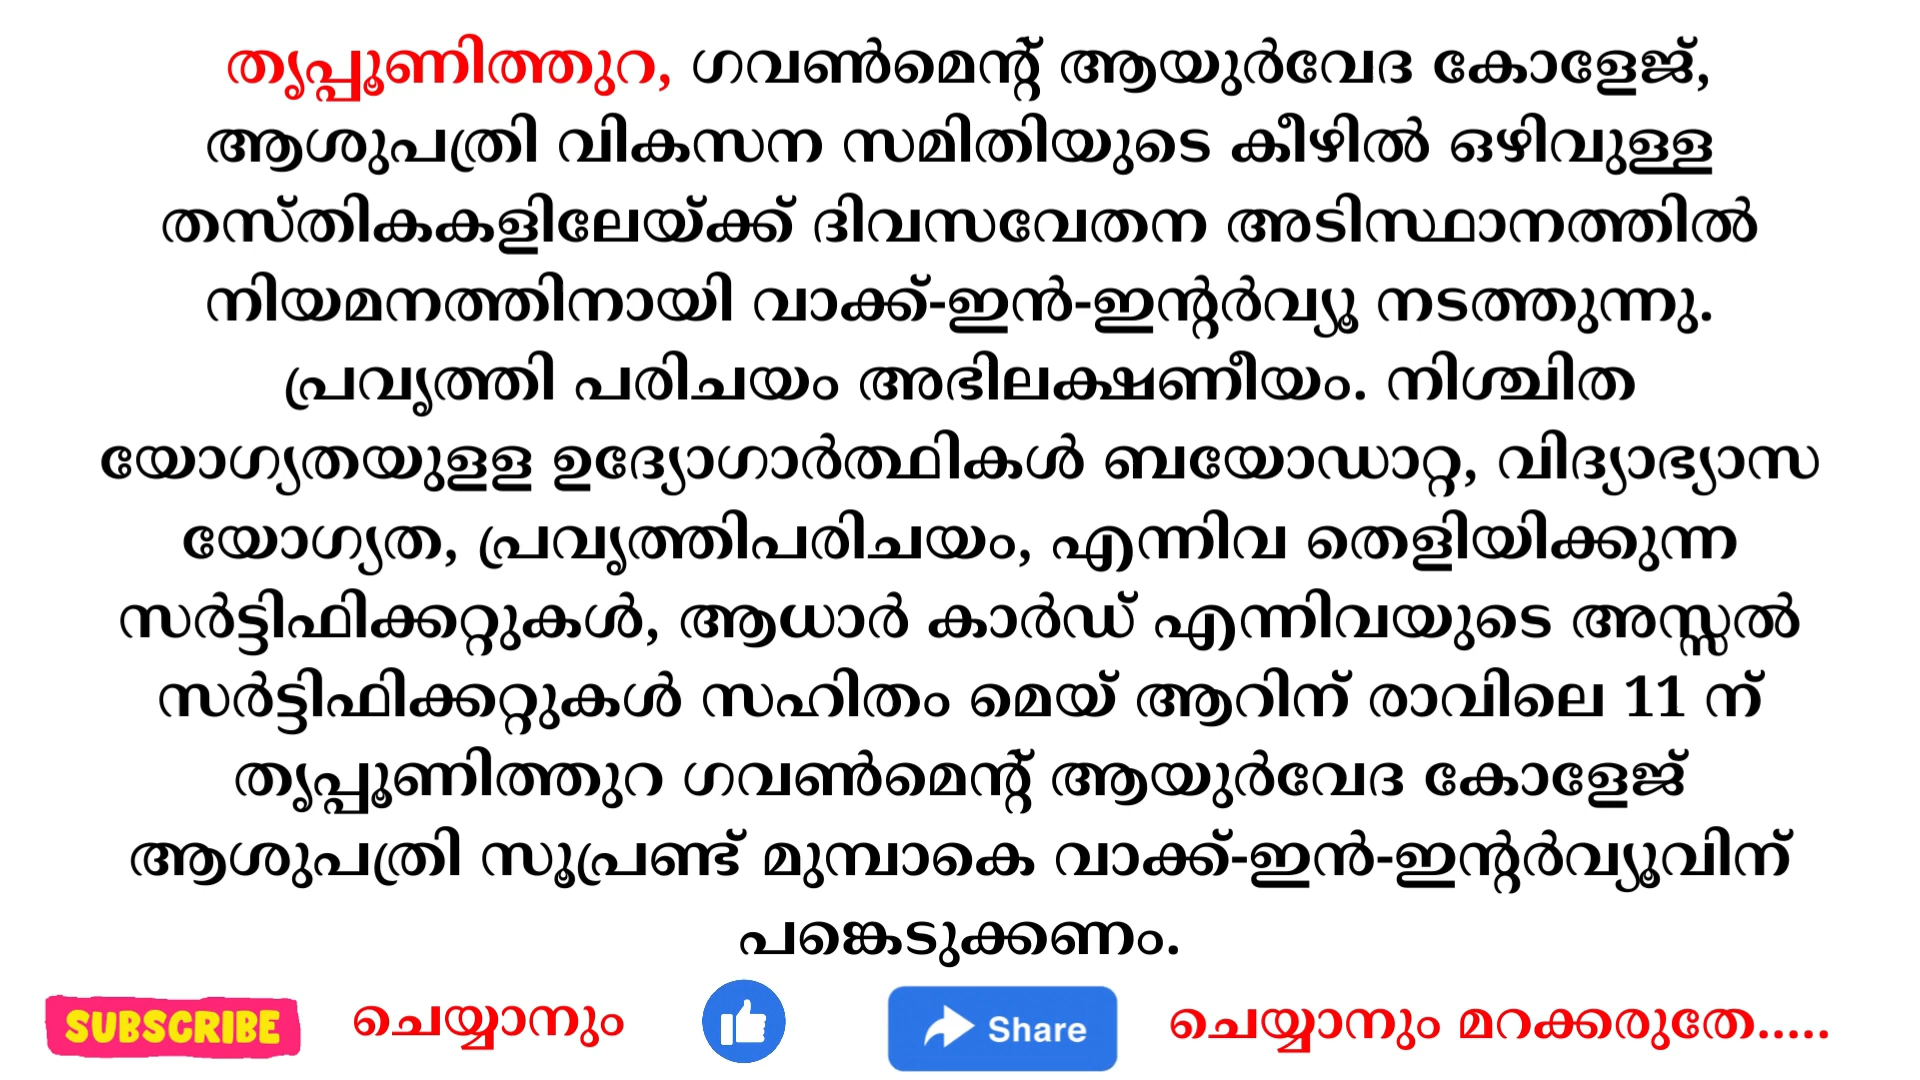 തൃപ്പൂണിത്തുറ, ഗവൺമെന്റ് ആയുർവേദ കോളേജ്,
ആശുപത്രി വികസന സമിതിയുടെ കീഴിൽ ഒഴിവുള്ള
തസ്തികകളിലേയ്ക്ക് ദിവസവേതന അടിസ്ഥാനത്തിൽ
നിയമനത്തിനായി വാക്ക്-ഇൻ-ഇന്റർവ്യൂ നടത്തുന്നു.
പ്രവൃത്തി പരിചയം അഭിലക്ഷണീയം. നിശ്ചിത
യോഗ്യതയുളള ഉദ്യോഗാർത്ഥികൾ ബയോഡാറ്റ, വിദ്യാഭ്യാസ
യോഗ്യത, പ്രവൃത്തിപരിചയം, എന്നിവ തെളിയിക്കുന്ന
സർട്ടിഫിക്കറ്റുകൾ, ആധാർ കാർഡ് എന്നിവയുടെ അസ്സൽ
സർട്ടിഫിക്കറ്റുകൾ സഹിതം മെയ് ആറിന് രാവിലെ 11 ന്
തൃപ്പൂണിത്തുറ ഗവൺമെന്റ് ആയുർവേദ കോളേജ്
ആശുപത്രി സൂപ്രണ്ട് മുമ്പാകെ വാക്ക്-ഇൻ-ഇന്റർവ്യൂവിന്
പങ്കെടുക്കണം.
SUBSCRIBE ചെയ്യാനും Share ചെയ്യാനും മറക്കരുതേ.....